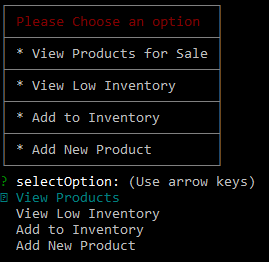 Please Choose an option
* View Products for Sale
* View Low Inventory
* Add to Inventory
* Add New Product
? selectOption: (Use arrow keys)
View Products
View Low Inventory
Add to Inventory
Add New Product